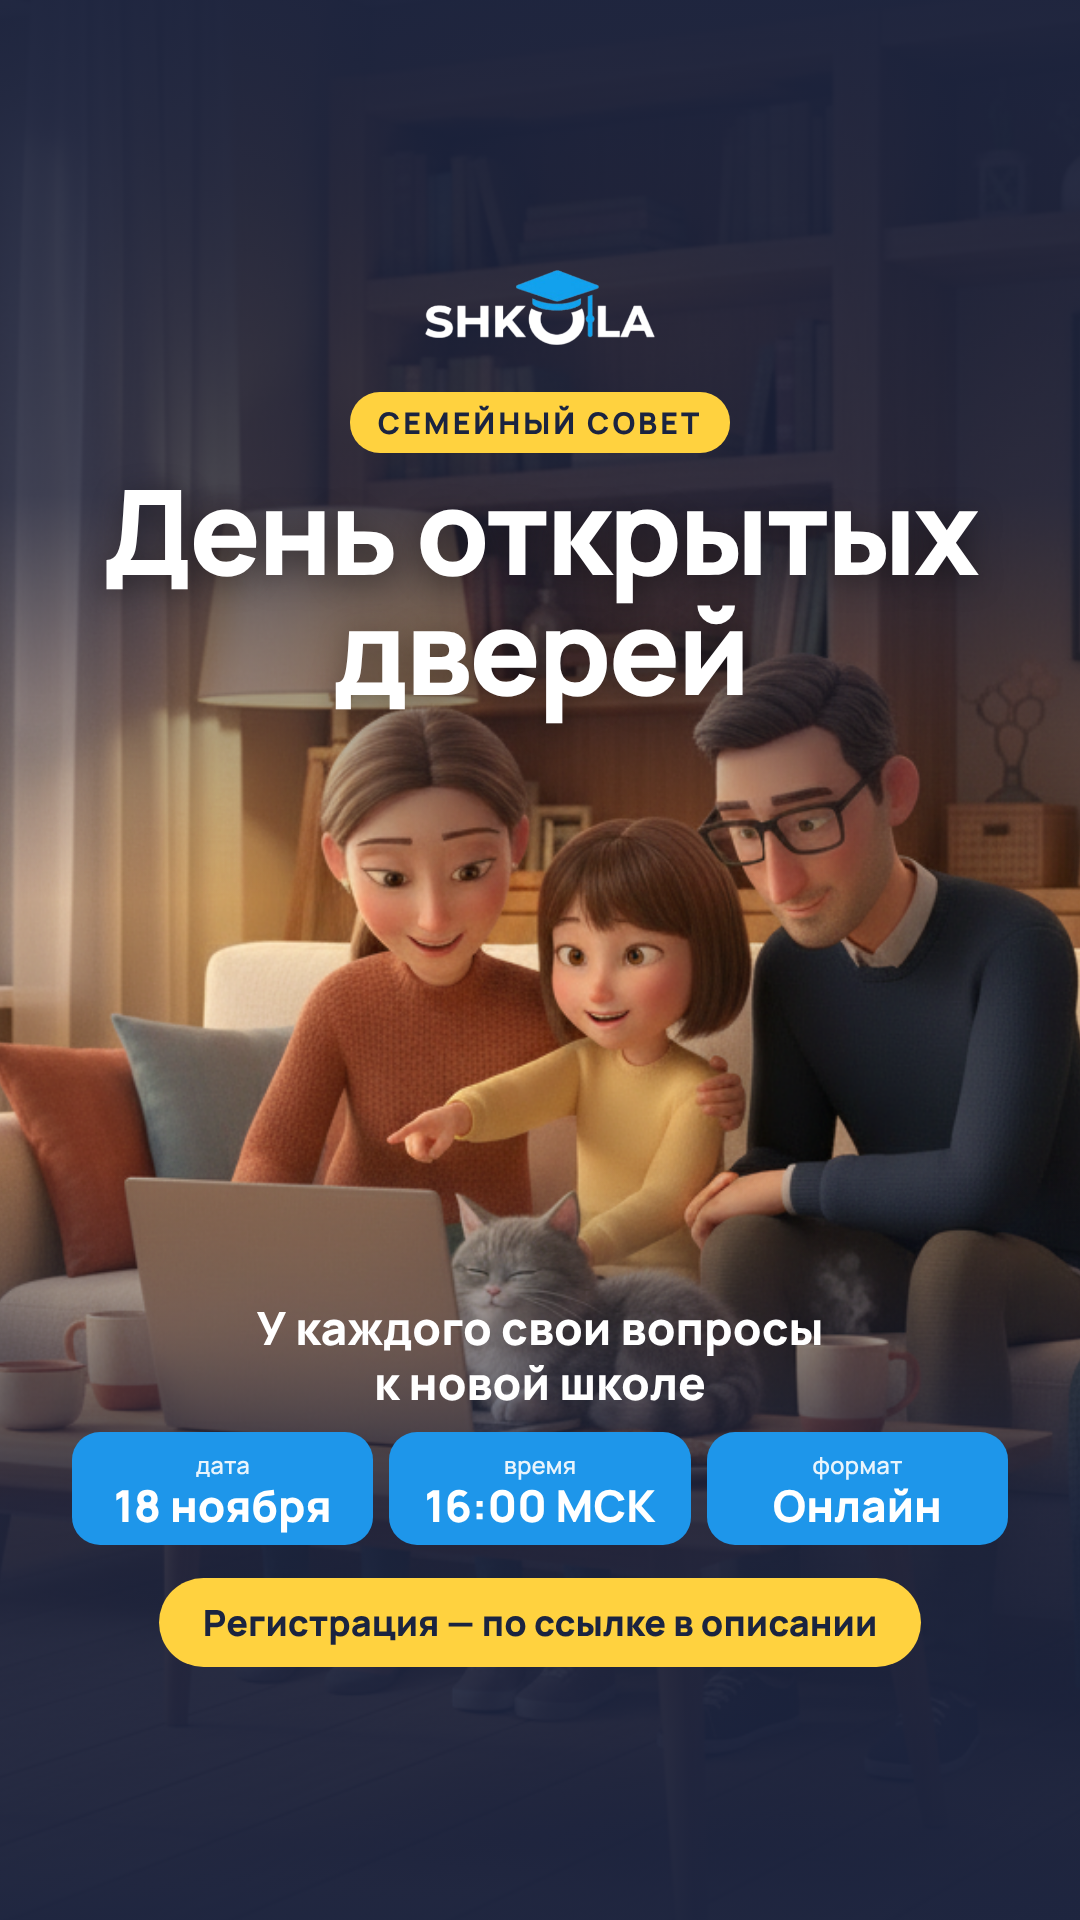 SHKOLA
СЕМЕЙНЫЙ СОВЕТ
День открытых
дверей
У каждого свои вопросы
к новой школе
дата
18 ноября
время
16:00 МСК
формат
Онлайн
Регистрация — по ссылке в описании